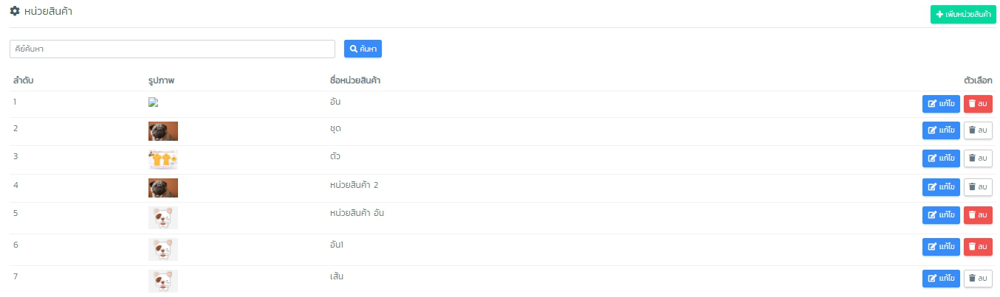 หน่วยสินค้า
เพิ่มหน่วยสินค้า
คีย์ค้นหา ค้นหา
ลำดับ รูปภาพ ชื่อหน่วยสินค้า ตัวเลือก
1 อัน แก้ไข ลบ
2 ชุด แก้ไข ลบ
3 ตัว แก้ไข ลบ
4 หน่วยสินค้า 2 แก้ไข ลบ
5 หน่วยสินค้า อัน แก้ไข ลบ
6 อัน1 แก้ไข ลบ
7 เส้น แก้ไข ลบ